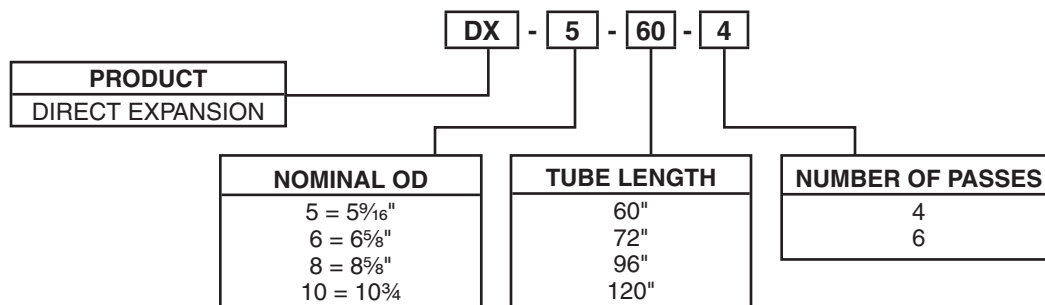 DX - 5 - 60 - 4
PRODUCT
DIRECT EXPANSION
NOMINAL OD
5 = 5⁹⁄₁₆"
6 = 6⅝"
8 = 8⅝"
10 = 10¾
TUBE LENGTH
60"
72"
96"
120"
NUMBER OF PASSES
4
6